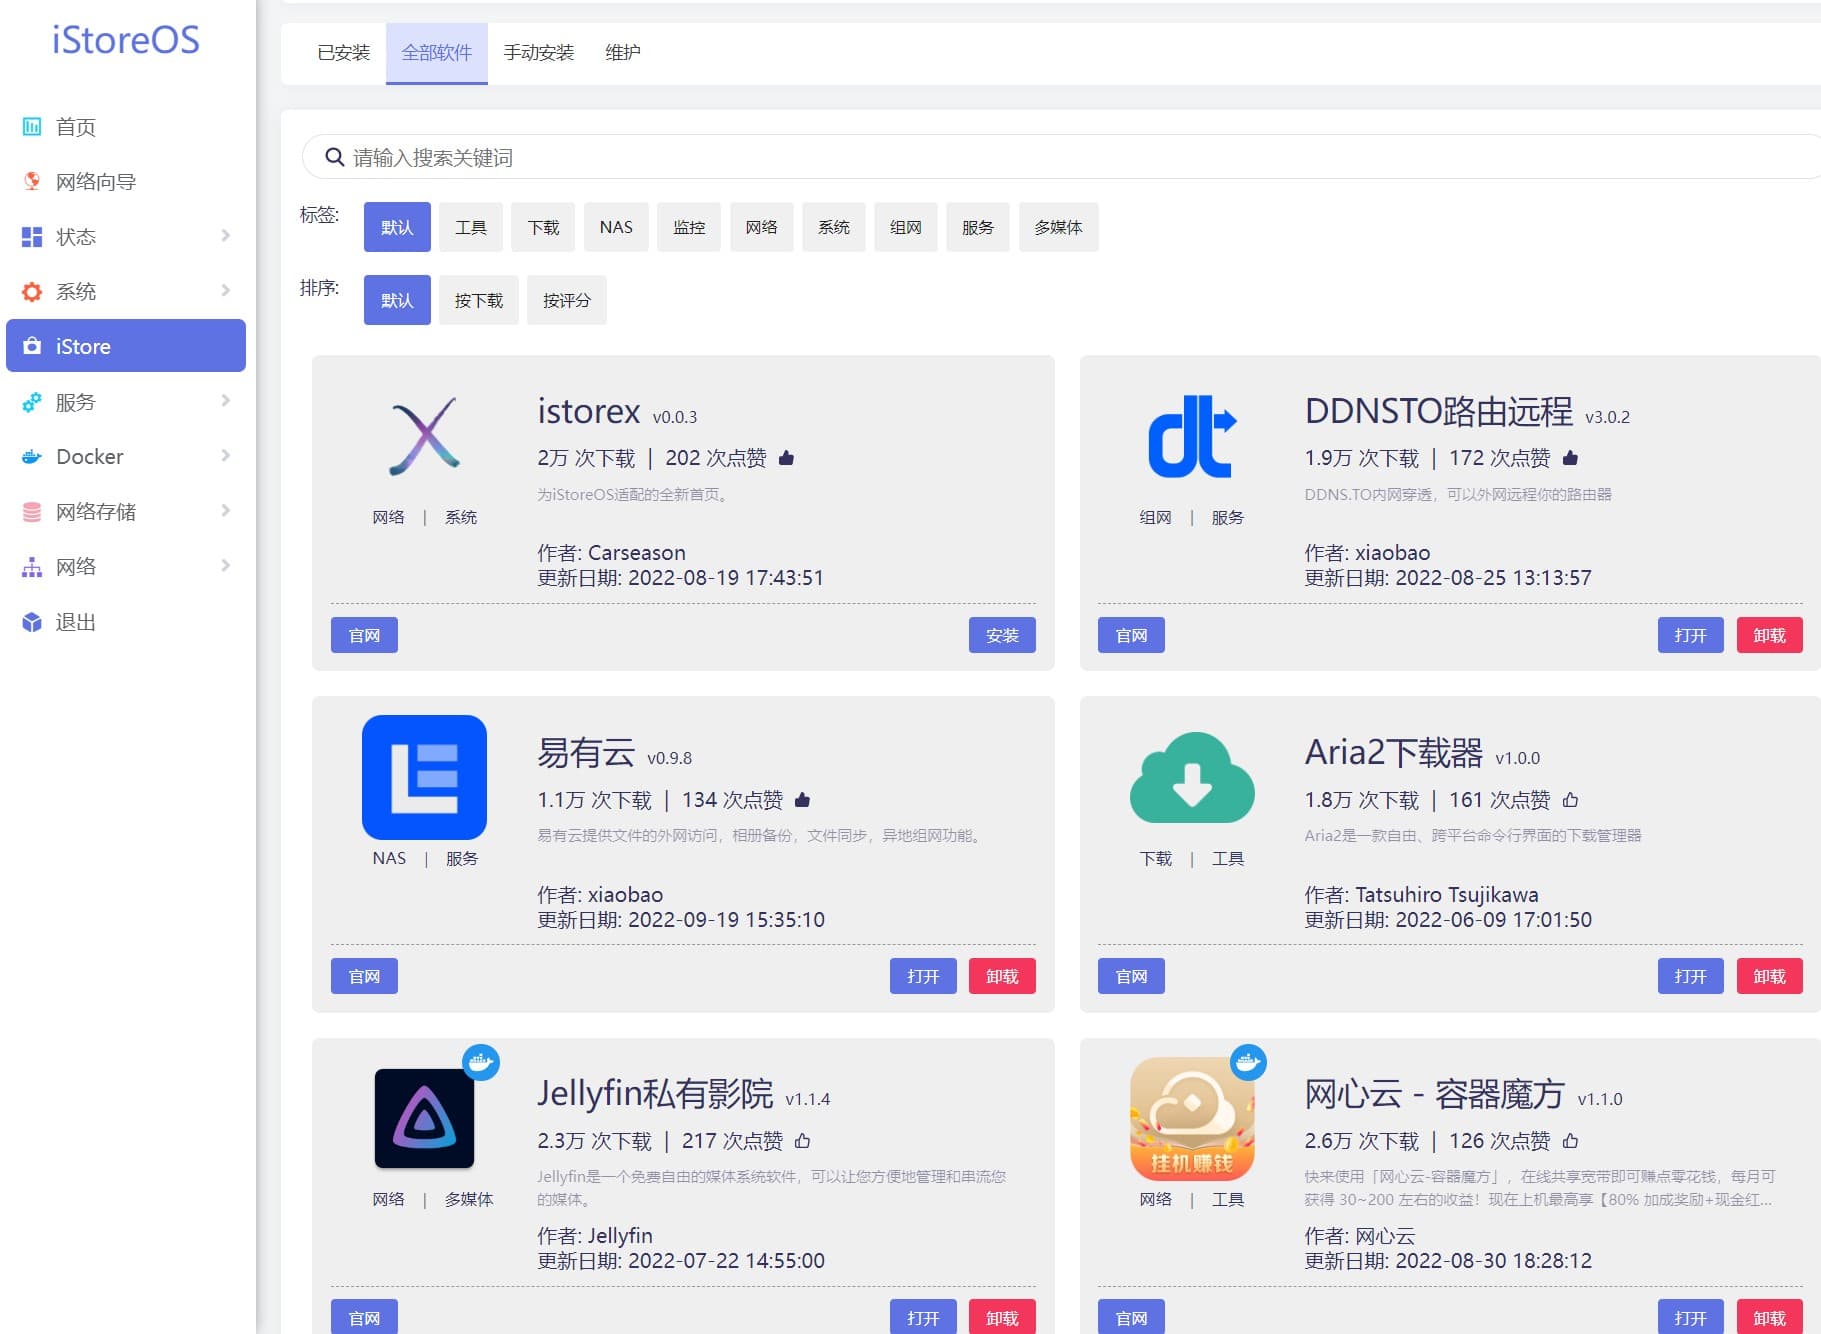 iStoreOS
首页
网络向导
状态
系统
iStore
服务
Docker
网络存储
网络
退出
已安装 全部软件 手动安装 维护
请输入搜索关键词
标签: 默认 工具 下载 NAS 监控 网络 系统 组网 服务 多媒体
排序: 默认 按下载 按评分
istorex v0.0.3
2万 次下载 | 202 次点赞
为iStoreOS适配的全新首页。
网络 | 系统
作者: Carseason
更新日期: 2022-08-19 17:43:51
官网 安装
DDNSTO路由远程 v3.0.2
1.9万 次下载 | 172 次点赞
DDNS.TO内网穿透，可以外网远程你的路由器
组网 | 服务
作者: xiaobao
更新日期: 2022-08-25 13:13:57
官网 打开 卸载
易有云 v0.9.8
1.1万 次下载 | 134 次点赞
易有云提供文件的外网访问，相册备份，文件同步，异地组网功能。
NAS | 服务
作者: xiaobao
更新日期: 2022-09-19 15:35:10
官网 打开 卸载
Aria2下载器 v1.0.0
1.8万 次下载 | 161 次点赞
Aria2是一款自由、跨平台命令行界面的下载管理器
下载 | 工具
作者: Tatsuhiro Tsujikawa
更新日期: 2022-06-09 17:01:50
官网 打开 卸载
Jellyfin私有影院 v1.1.4
2.3万 次下载 | 217 次点赞
Jellyfin是一个免费自由的媒体系统软件，可以让您方便地管理和串流您
的媒体。
网络 | 多媒体
作者: Jellyfin
更新日期: 2022-07-22 14:55:00
官网 打开 卸载
挂机赚钱
网心云 - 容器魔方 v1.1.0
2.6万 次下载 | 126 次点赞
快来使用「网心云-容器魔方」，在线共享宽带即可赚点零花钱，每月可
获得 30~200 左右的收益！现在上机最高享【80% 加成奖励+现金红...
网络 | 工具
作者: 网心云
更新日期: 2022-08-30 18:28:12
官网 打开 卸载